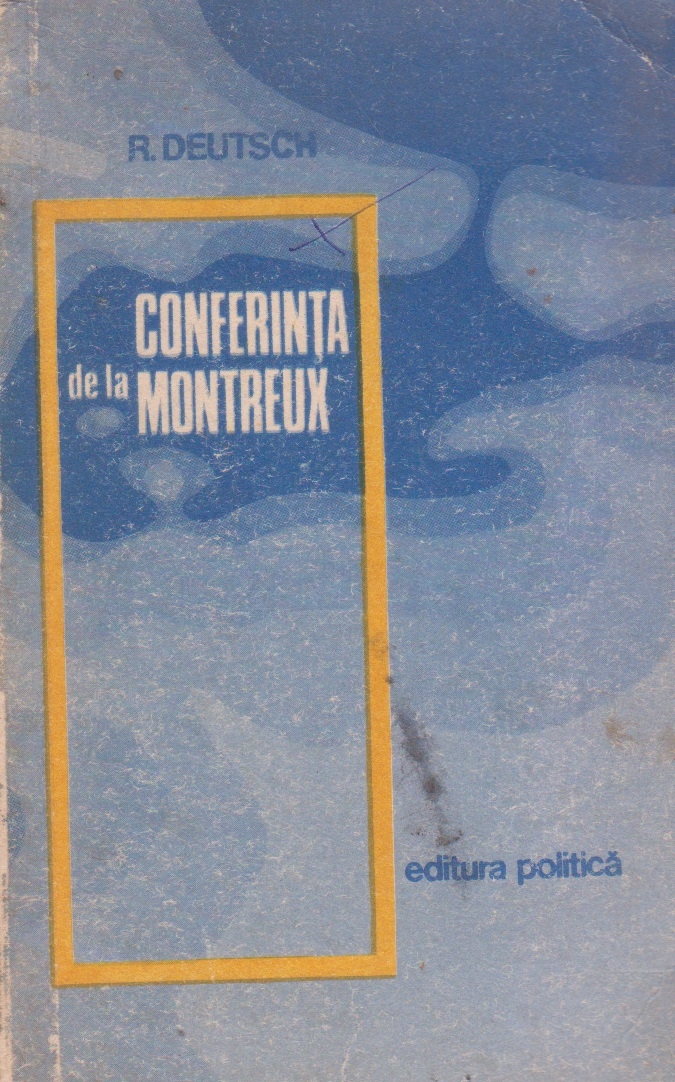 R. DEUTSCH
CONFERINȚA
de la MONTREUX
editura politică